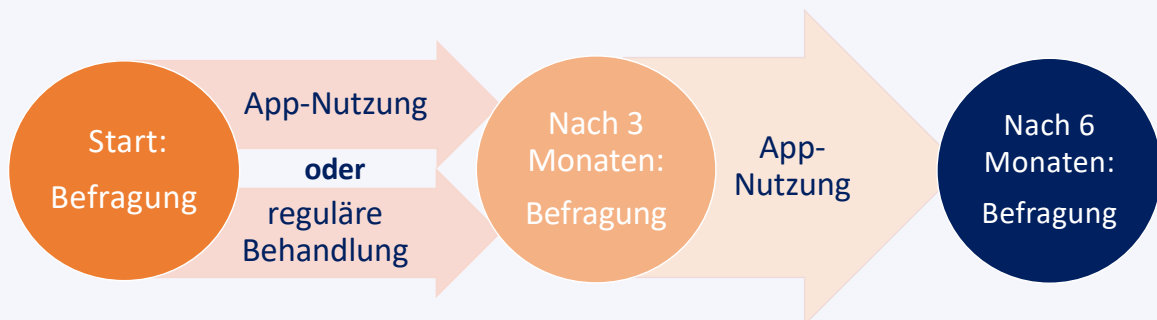 Start:
Befragung
App-Nutzung
oder
reguläre
Behandlung
Nach 3
Monaten:
Befragung
App-
Nutzung
Nach 6
Monaten:
Befragung